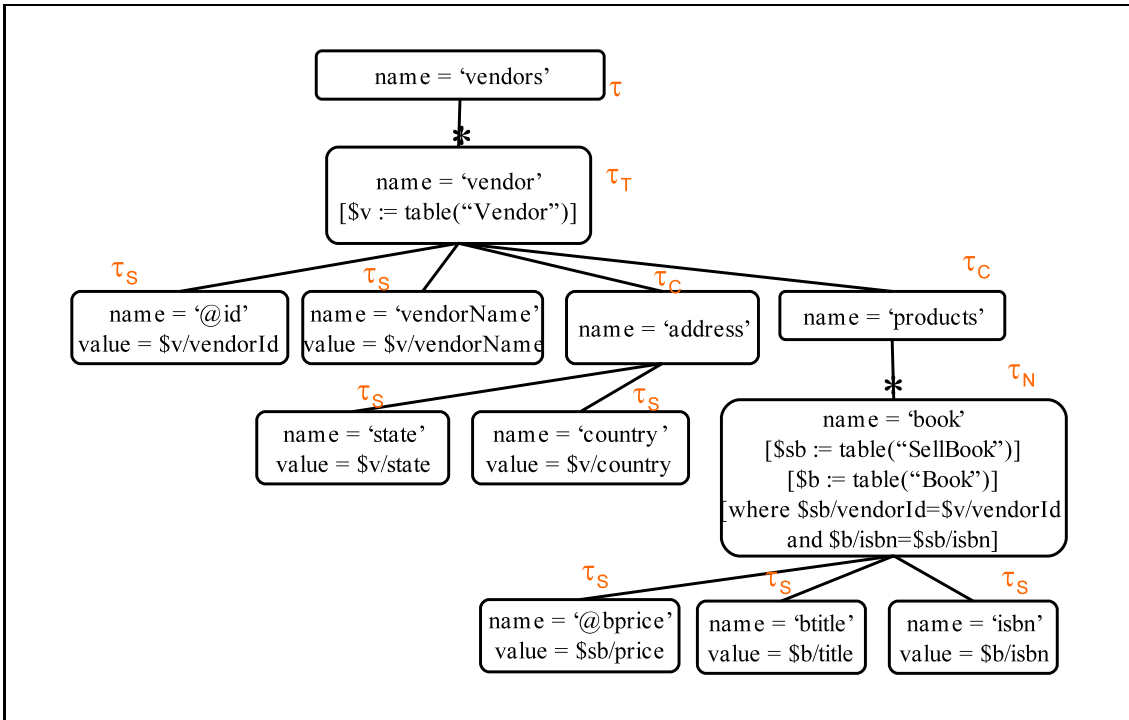 name = ‘vendors’
τ
*
name = ‘vendor’
[$v := table(“Vendor”)]
τT
τS
name = ‘@id’
value = $v/vendorId
τS
name = ‘vendorName’
value = $v/vendorName
τC
name = ‘address’
τC
name = ‘products’
τS
name = ‘state’
value = $v/state
τS
name = ‘country’
value = $v/country
*
τN
name = ‘book’
[$sb := table(“SellBook”)]
[$b := table(“Book”)]
[where $sb/vendorId=$v/vendorId
and $b/isbn=$sb/isbn]
τS
name = ‘@bprice’
value = $sb/price
τS
name = ‘btitle’
value = $b/title
τS
name = ‘isbn’
value = $b/isbn